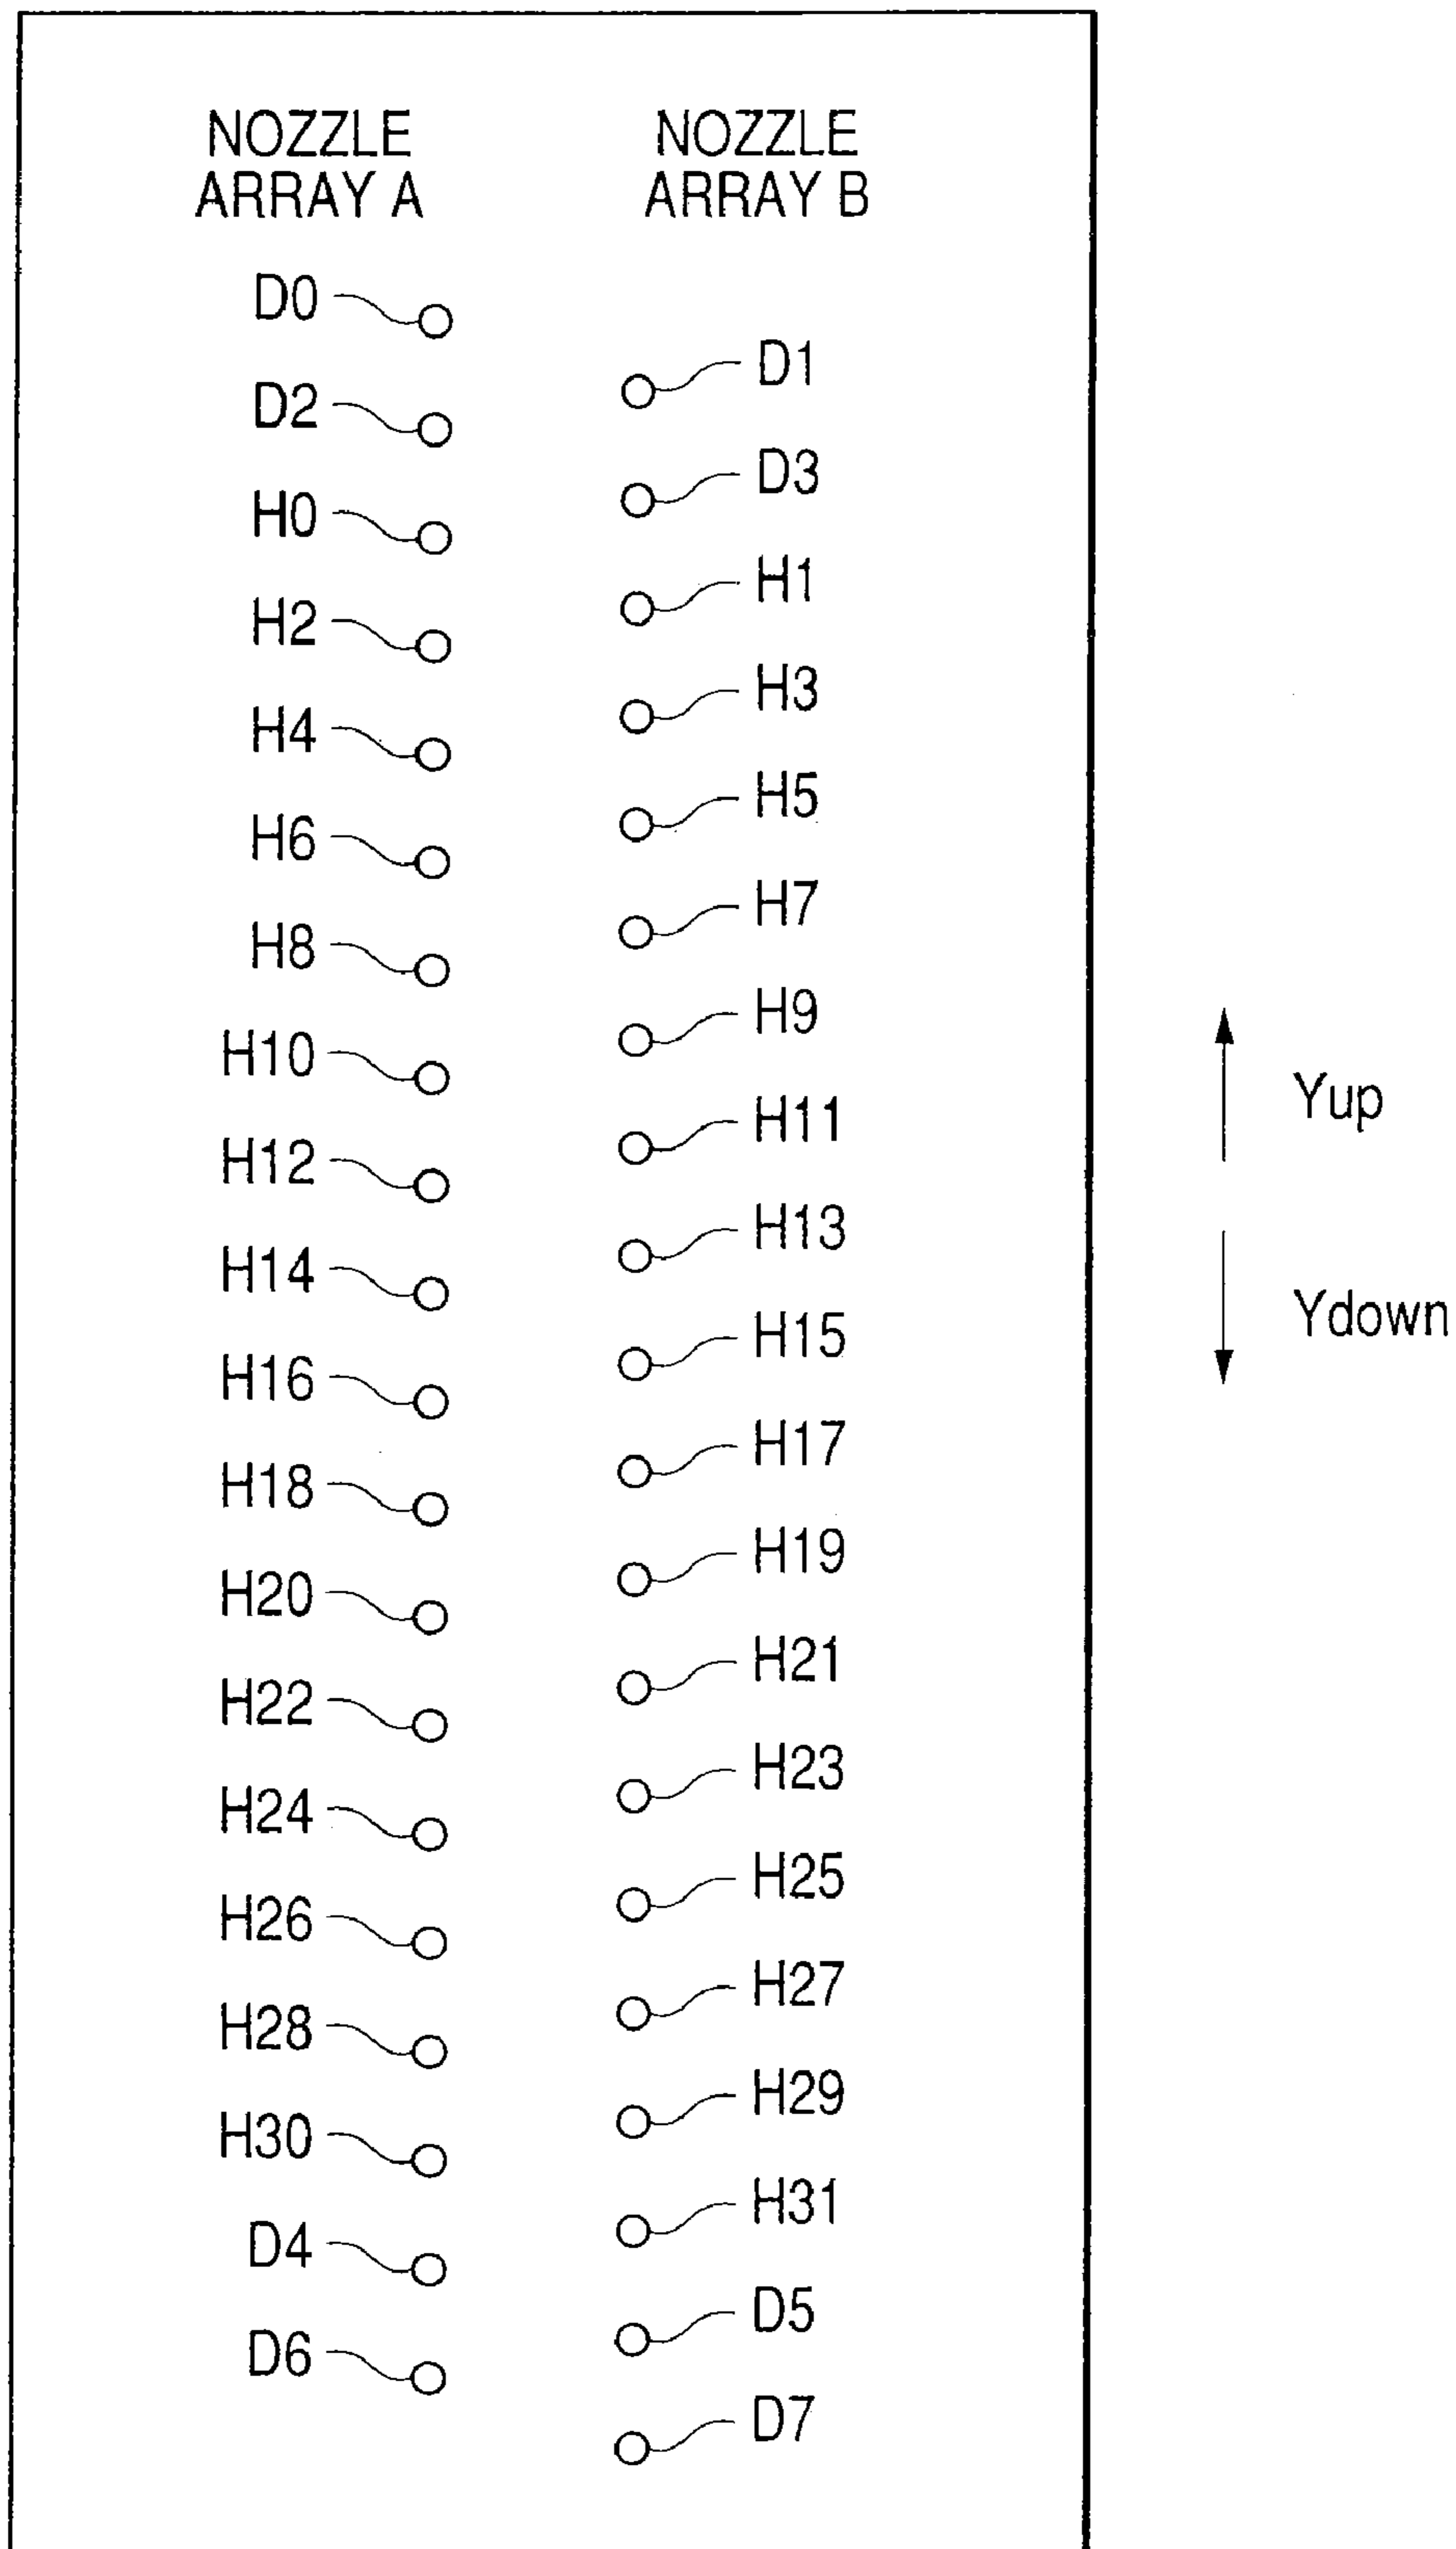 NOZZLE
ARRAY A
NOZZLE
ARRAY B
D0
D1
D2
D3
H0
H1
H2
H3
H4
H5
H6
H7
H8
H9
H10
H11
Yup
H12
H13
H14
Ydown
H15
H16
H17
H18
H19
H20
H21
H22
H23
H24
H25
H26
H27
H28
H29
H30
H31
D4
D5
D6
D7